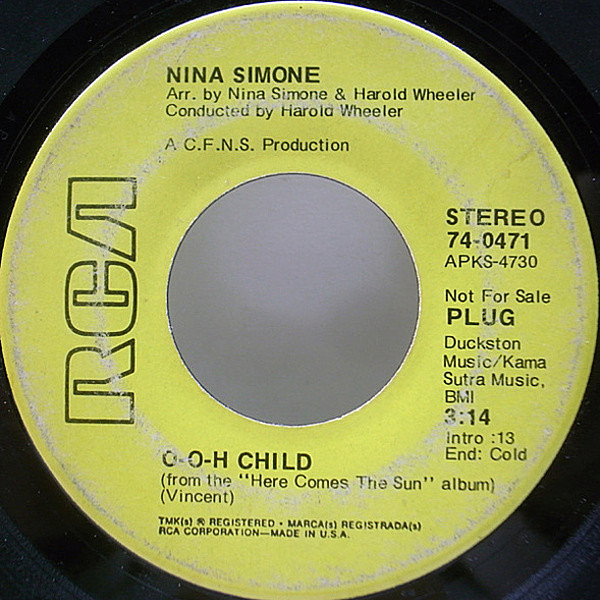 NINA SIMONE
Arr. by Nina Simone & Harold Wheeler
Conducted by Harold Wheeler
A C.F.N.S. Production
RCA
STEREO
74-0471
APKS-4730
Not For Sale
PLUG
Duckston
Music/Kama
Sutra Music,
BMI
3:14
Intro :13
End: Cold
O-O-H CHILD
(from the "Here Comes The Sun" album)
(Vincent)
TMK(s) ® REGISTERED • MARCA(s) REGISTRADA(s)
RCA CORPORATION—MADE IN U.S.A.